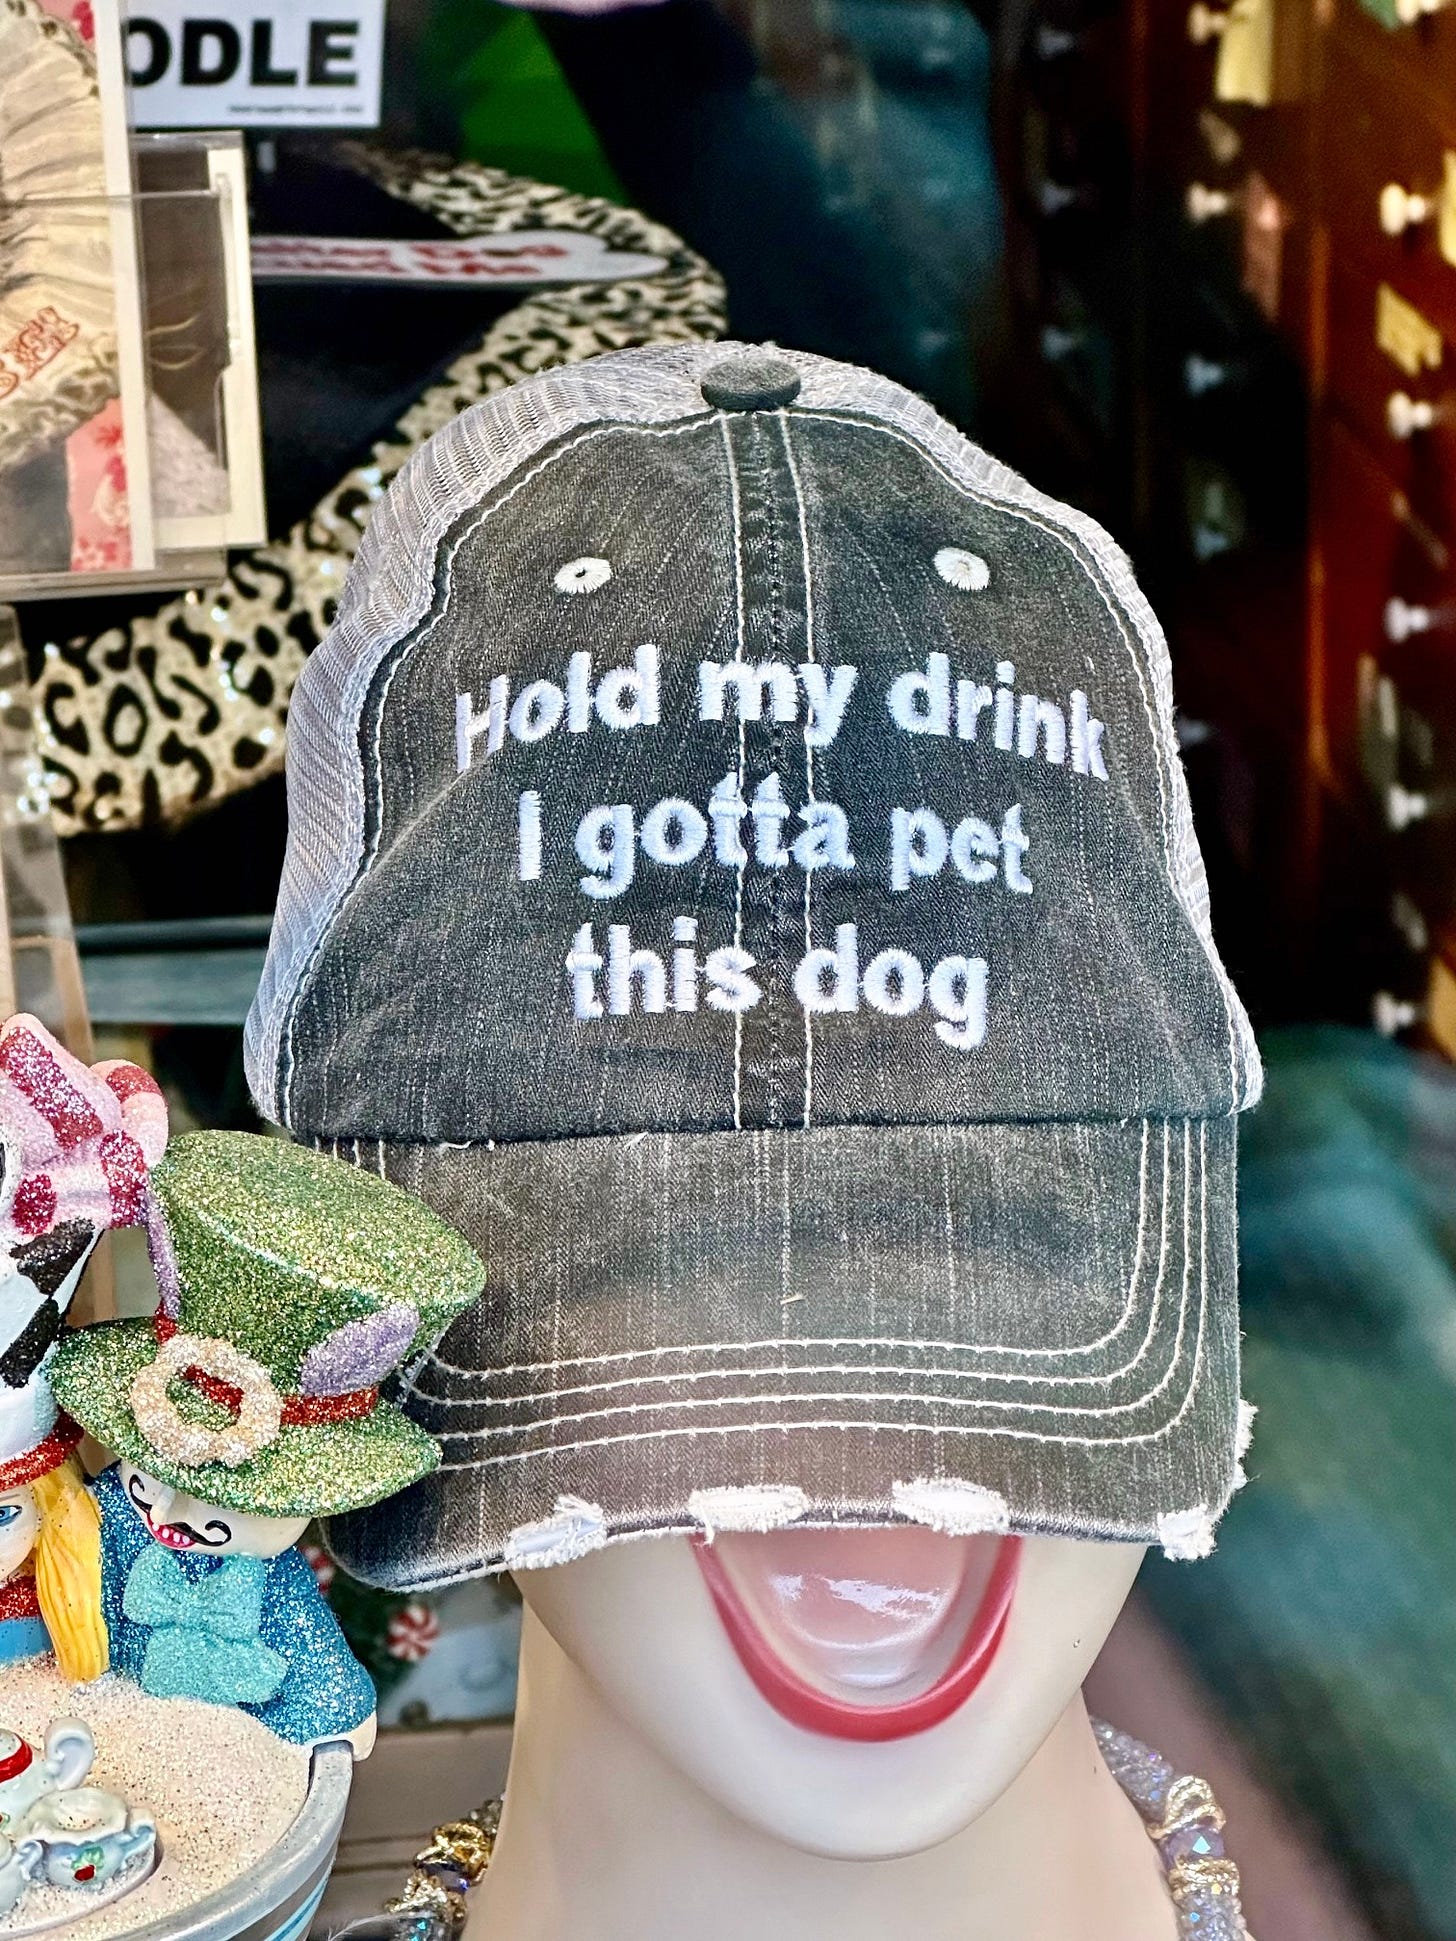 ODLE
Hold my drink
I gotta pet
this dog